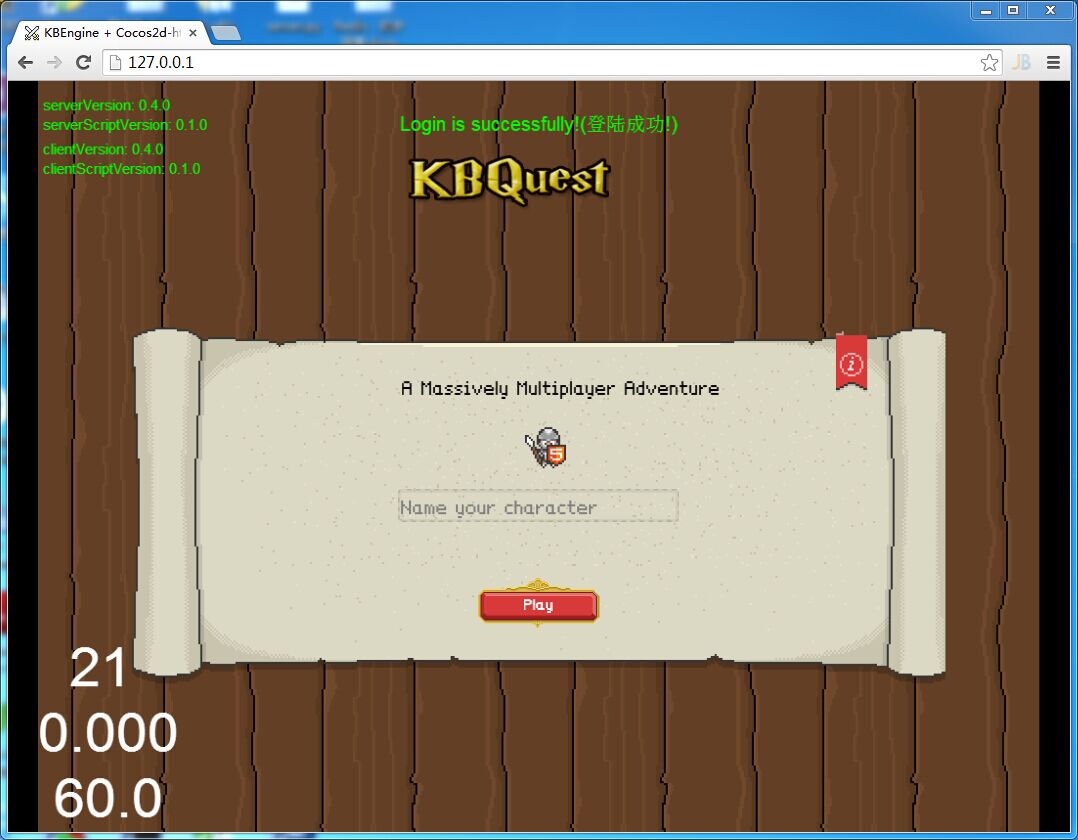 KBEngine + Cocos2d-h
127.0.0.1
JB
serverVersion: 0.4.0
serverScriptVersion: 0.1.0
clientVersion: 0.4.0
clientScriptVersion: 0.1.0
Login is successfully!(登陆成功!)
KBQuest
A Massively Multiplayer Adventure
5
Name your character
Play
21
0.000
60.0